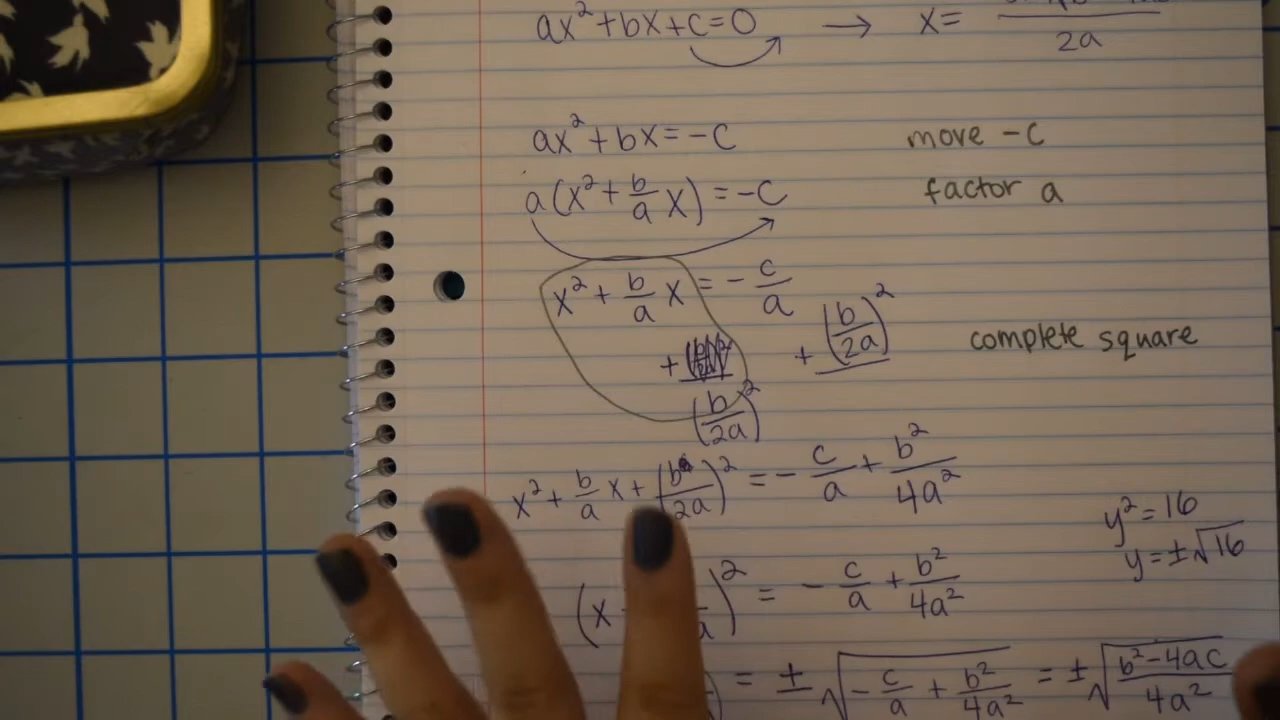 ax²+bx+c=0 → x= 2a
ax²+bx=-c move -c
a(x²+b/a x)=-c factor a
x²+b/a x=-c/a
+ +(b/2a)² complete square
(b/2a)²
x²+b/a x+(b/2a)²=-c/a+b²/4a²
y²=16
y=±√16
(x )²=-c/a+b²/4a²
=±√(-c/a+b²/4a²)=±√((b²-4ac)/4a²)